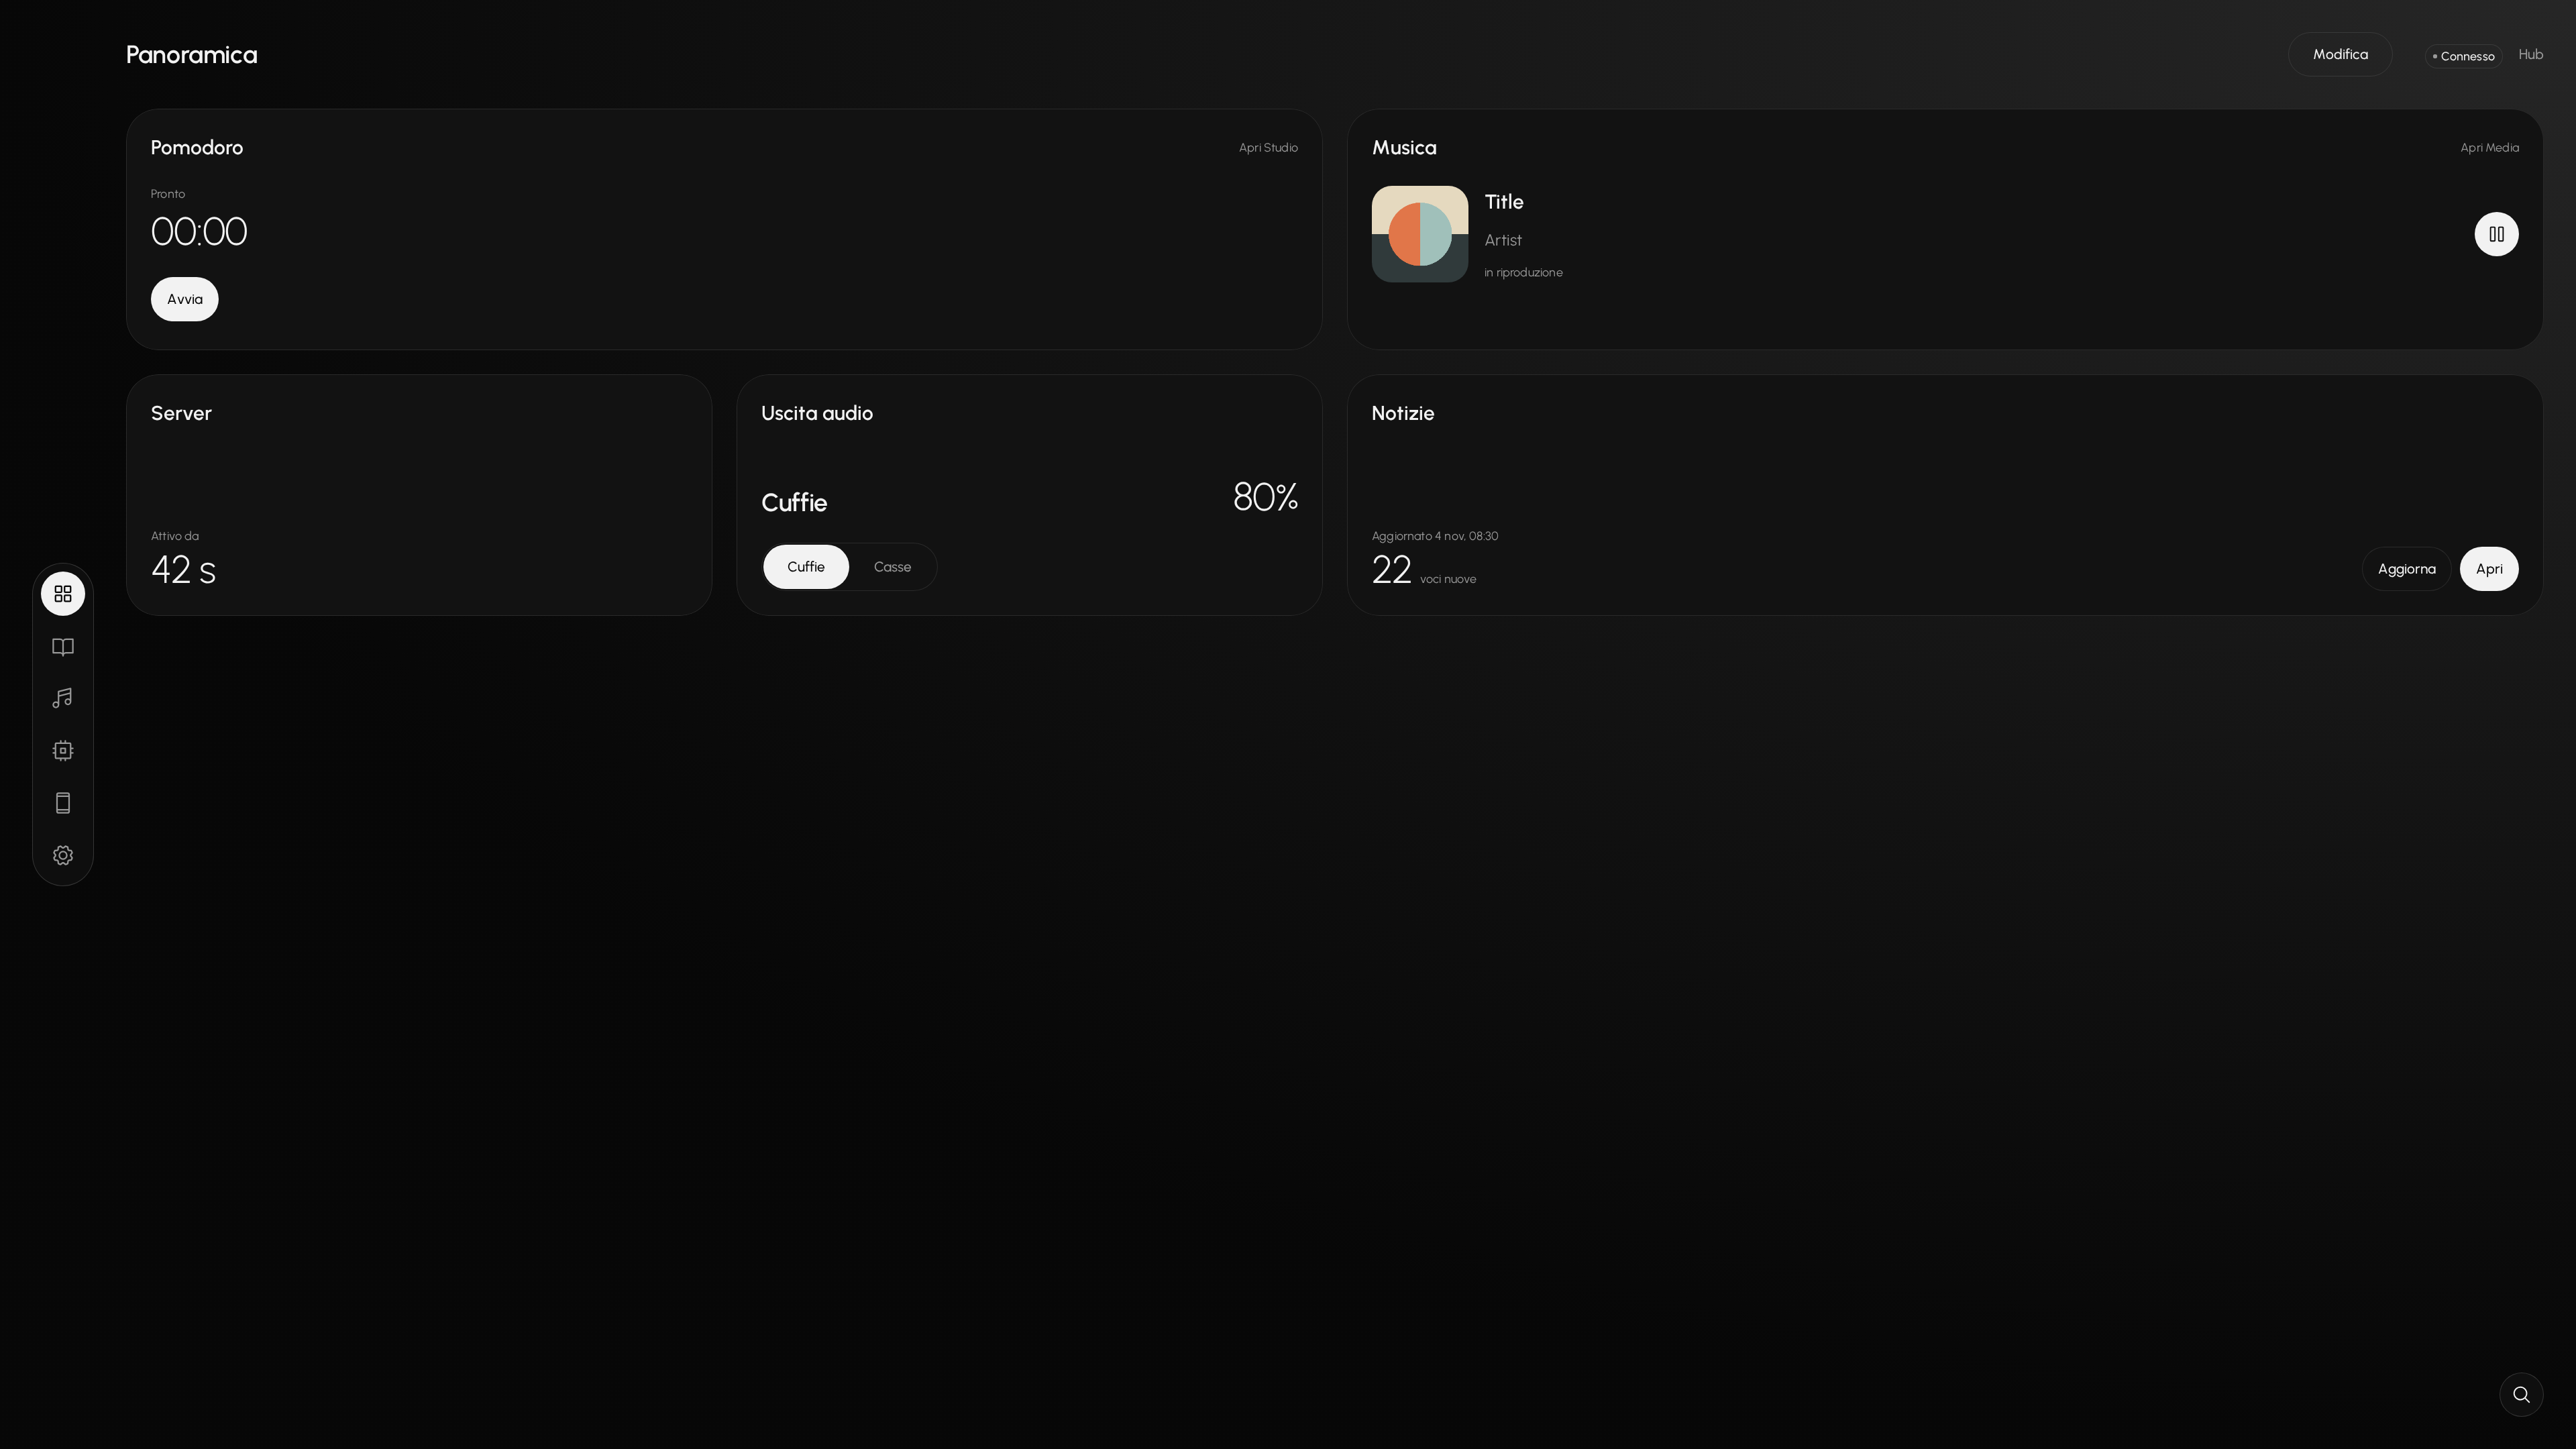 Panoramica
Modifica
Connesso
Hub
Pomodoro
Apri Studio
Pronto
00:00
Avvia
Musica
Apri Media
Title
Artist
in riproduzione
Server
Attivo da
42 s
Uscita audio
Cuffie
80%
Cuffie
Casse
Notizie
Aggiornato 4 nov, 08:30
22 voci nuove
Aggiorna
Apri